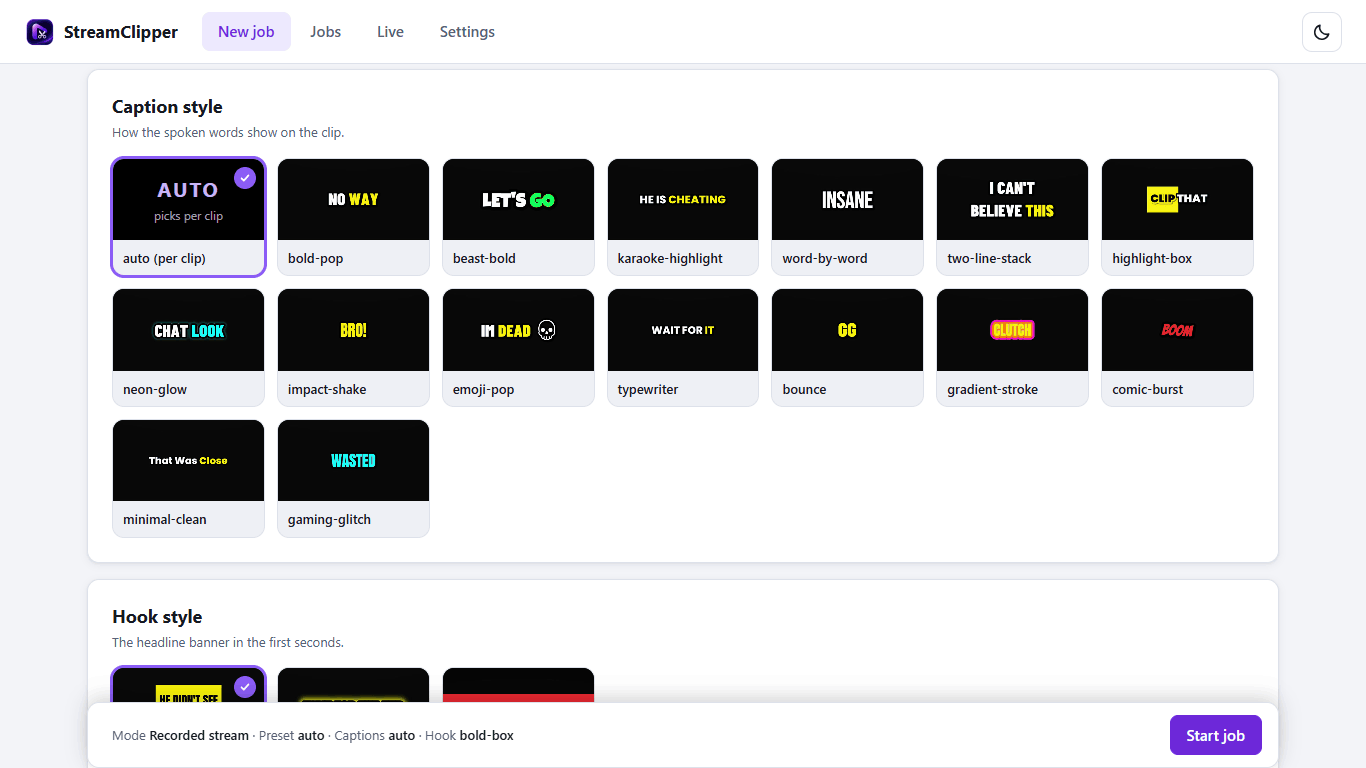 StreamClipper New job Jobs Live Settings
Caption style
How the spoken words show on the clip.
AUTO
picks per clip
auto (per clip)
NO WAY
bold-pop
LET'S GO
beast-bold
HE IS CHEATING
karaoke-highlight
INSANE
word-by-word
I CAN'T
BELIEVE THIS
two-line-stack
CLIP THAT
highlight-box
CHAT LOOK
neon-glow
BRO!
impact-shake
IM DEAD
emoji-pop
WAIT FOR IT
typewriter
GG
bounce
CLUTCH
gradient-stroke
BOOM
comic-burst
That Was Close
minimal-clean
WASTED
gaming-glitch
Hook style
The headline banner in the first seconds.
HE DIDN'T SEE
Mode Recorded stream · Preset auto · Captions auto · Hook bold-box
Start job